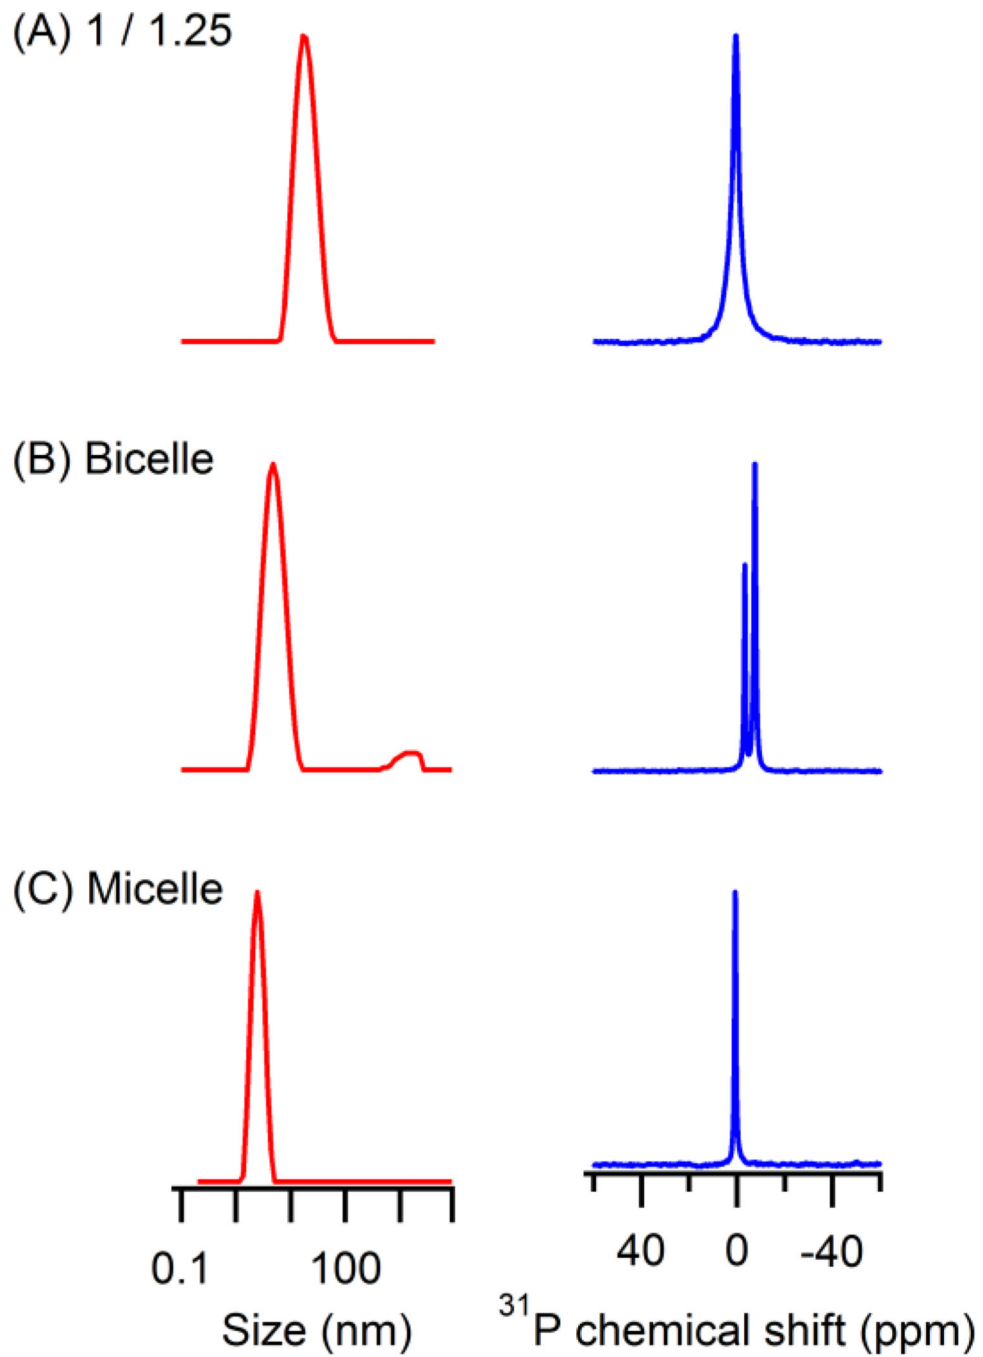 (A) 1 / 1.25
(B) Bicelle
(C) Micelle
0.1 100
40 0 -40
Size (nm)
³¹P chemical shift (ppm)